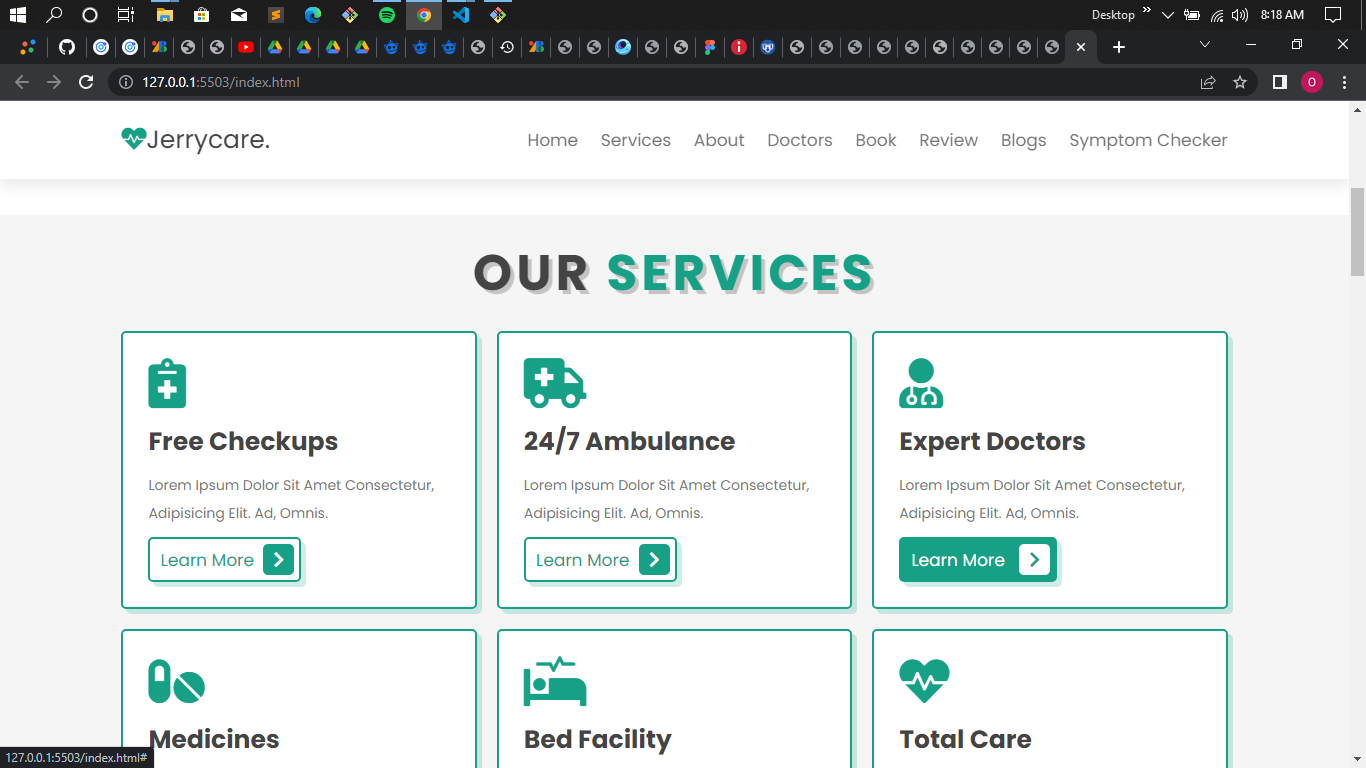 Desktop
8:18 AM
127.0.0.1:5503/index.html
O
Jerrycare.
Home Services About Doctors Book Review Blogs Symptom Checker
OUR SERVICES
Free Checkups
Lorem Ipsum Dolor Sit Amet Consectetur,
Adipisicing Elit. Ad, Omnis.
Learn More
24/7 Ambulance
Lorem Ipsum Dolor Sit Amet Consectetur,
Adipisicing Elit. Ad, Omnis.
Learn More
Expert Doctors
Lorem Ipsum Dolor Sit Amet Consectetur,
Adipisicing Elit. Ad, Omnis.
Learn More
Medicines
Bed Facility
Total Care
127.0.0.1:5503/index.html#